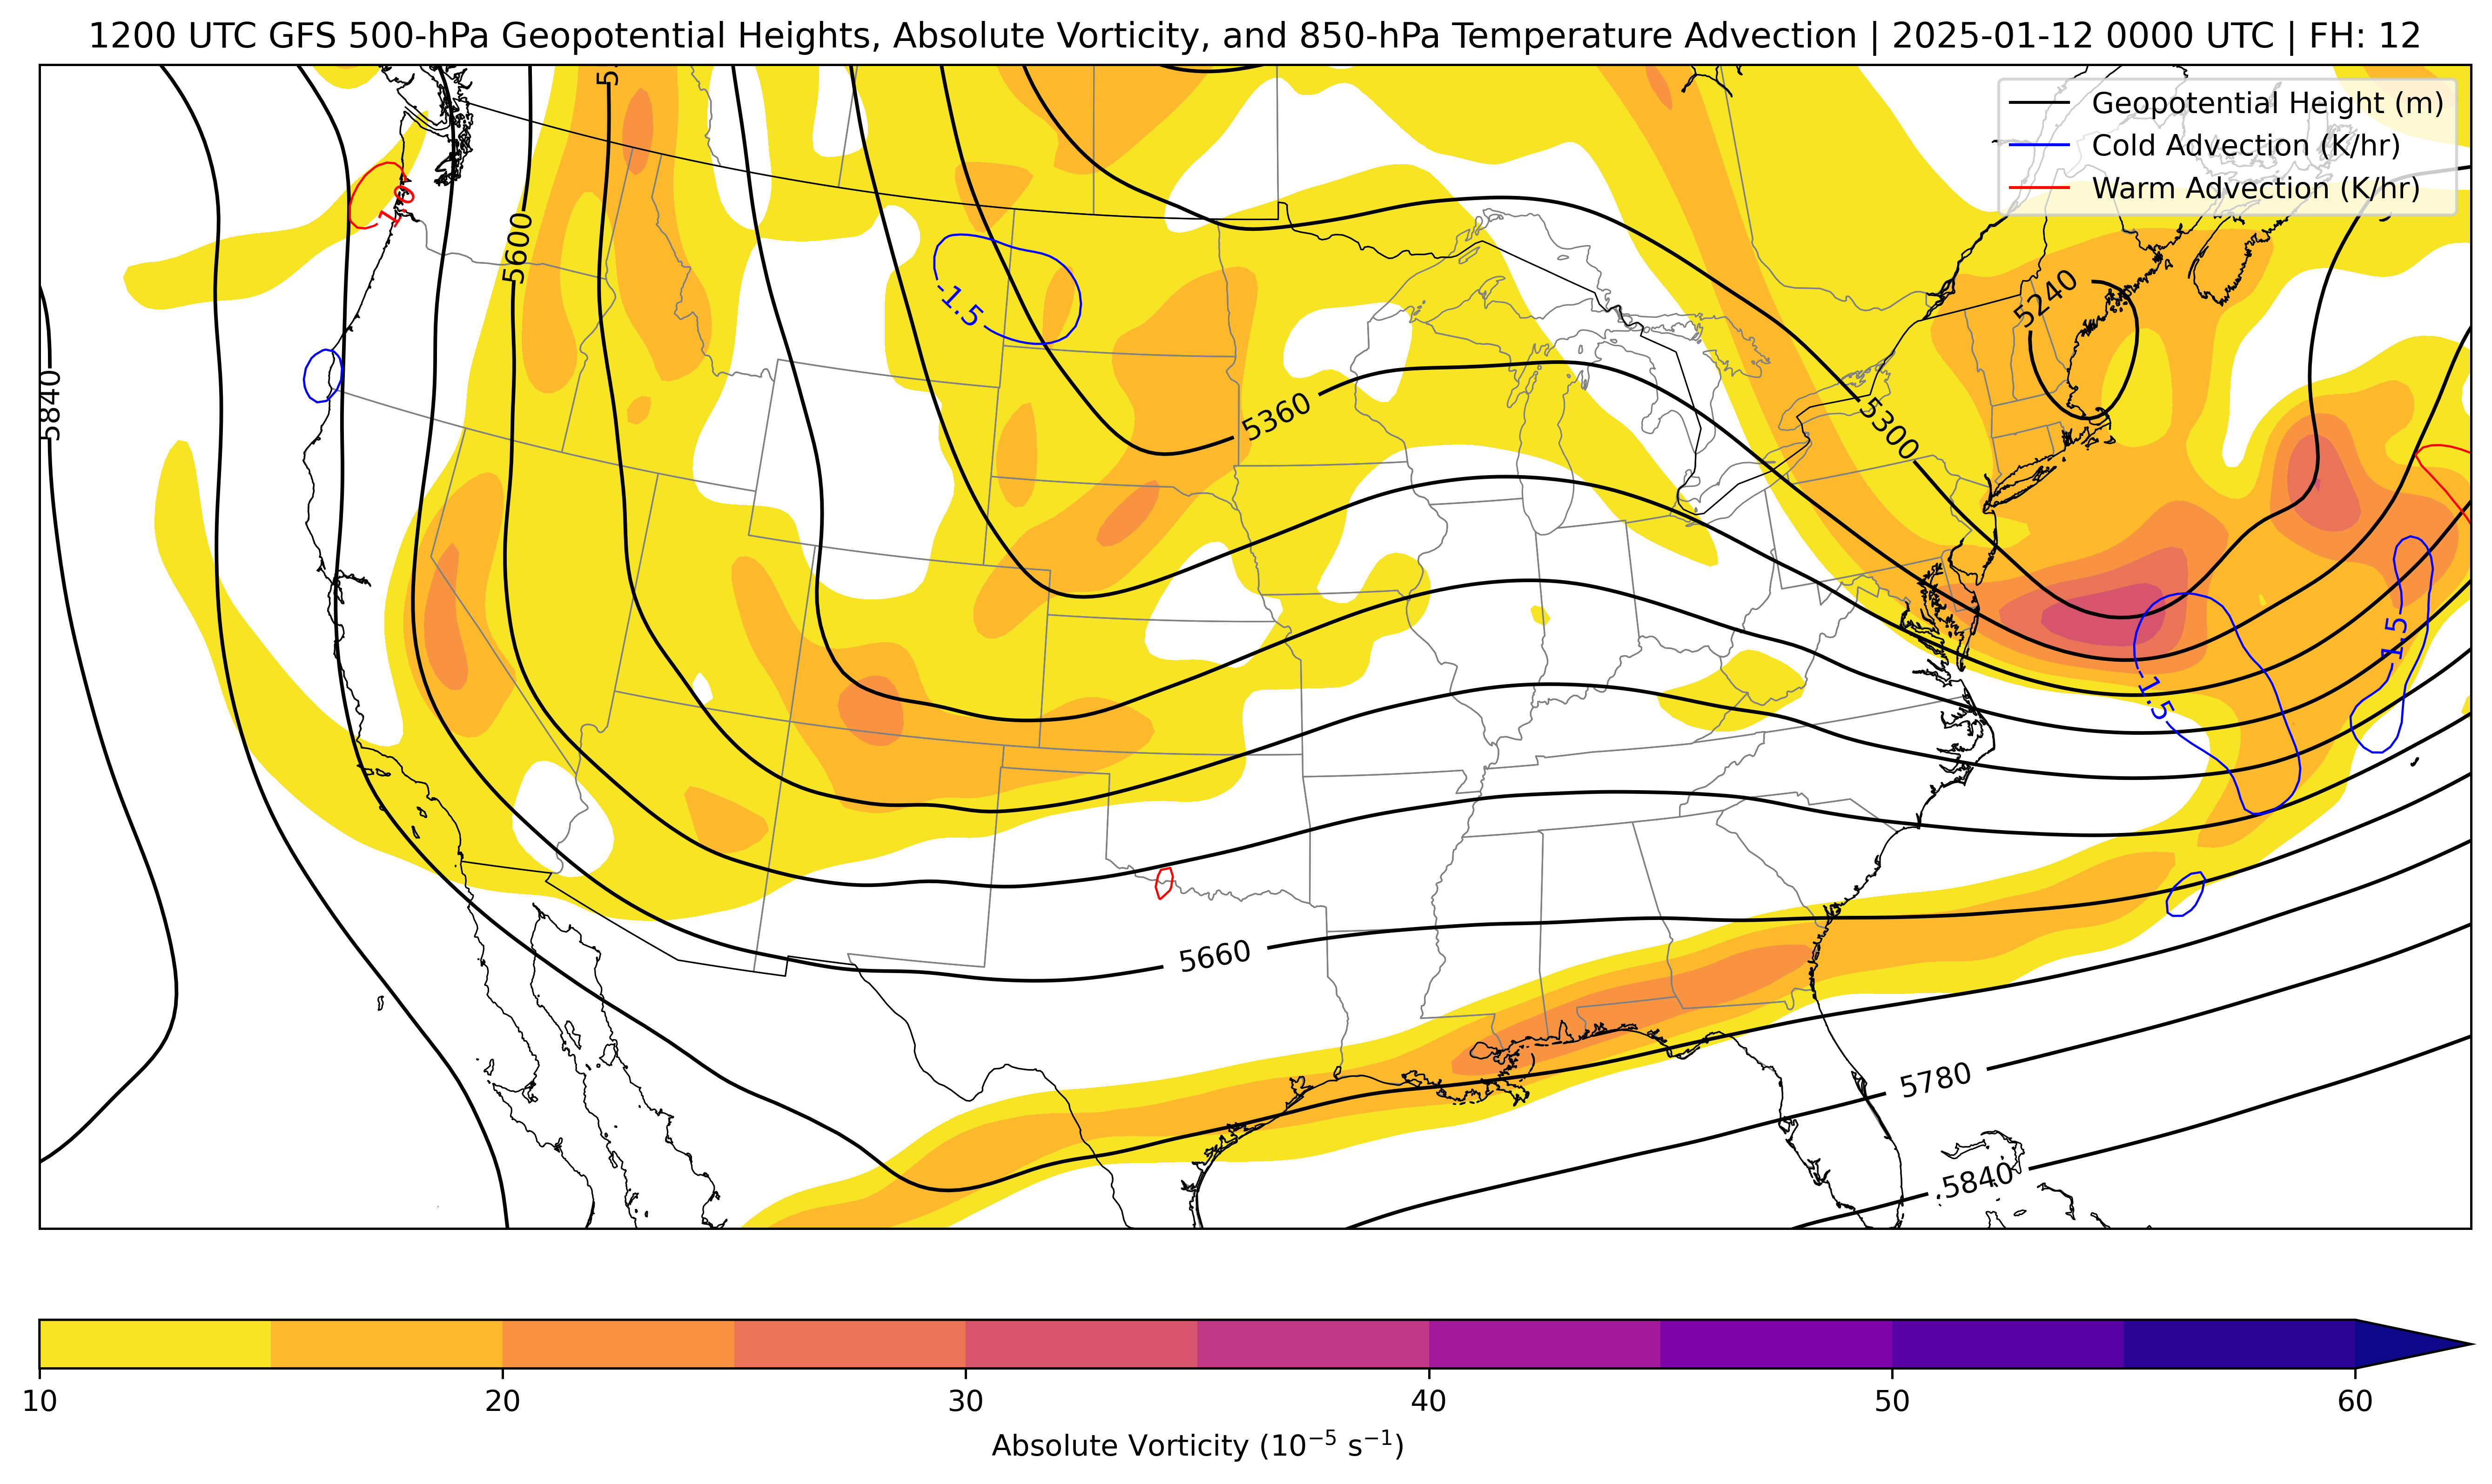 1200 UTC GFS 500-hPa Geopotential Heights, Absolute Vorticity, and 850-hPa Temperature Advection | 2025-01-12 0000 UTC | FH: 12
Geopotential Height (m)
Cold Advection (K/hr)
Warm Advection (K/hr)
1.0
5600
-1.5
5240
5840
5360
5300
-1.5
-1.5
5660
5780
5840
10 20 30 40 50 60
Absolute Vorticity (10⁻⁵ s⁻¹)